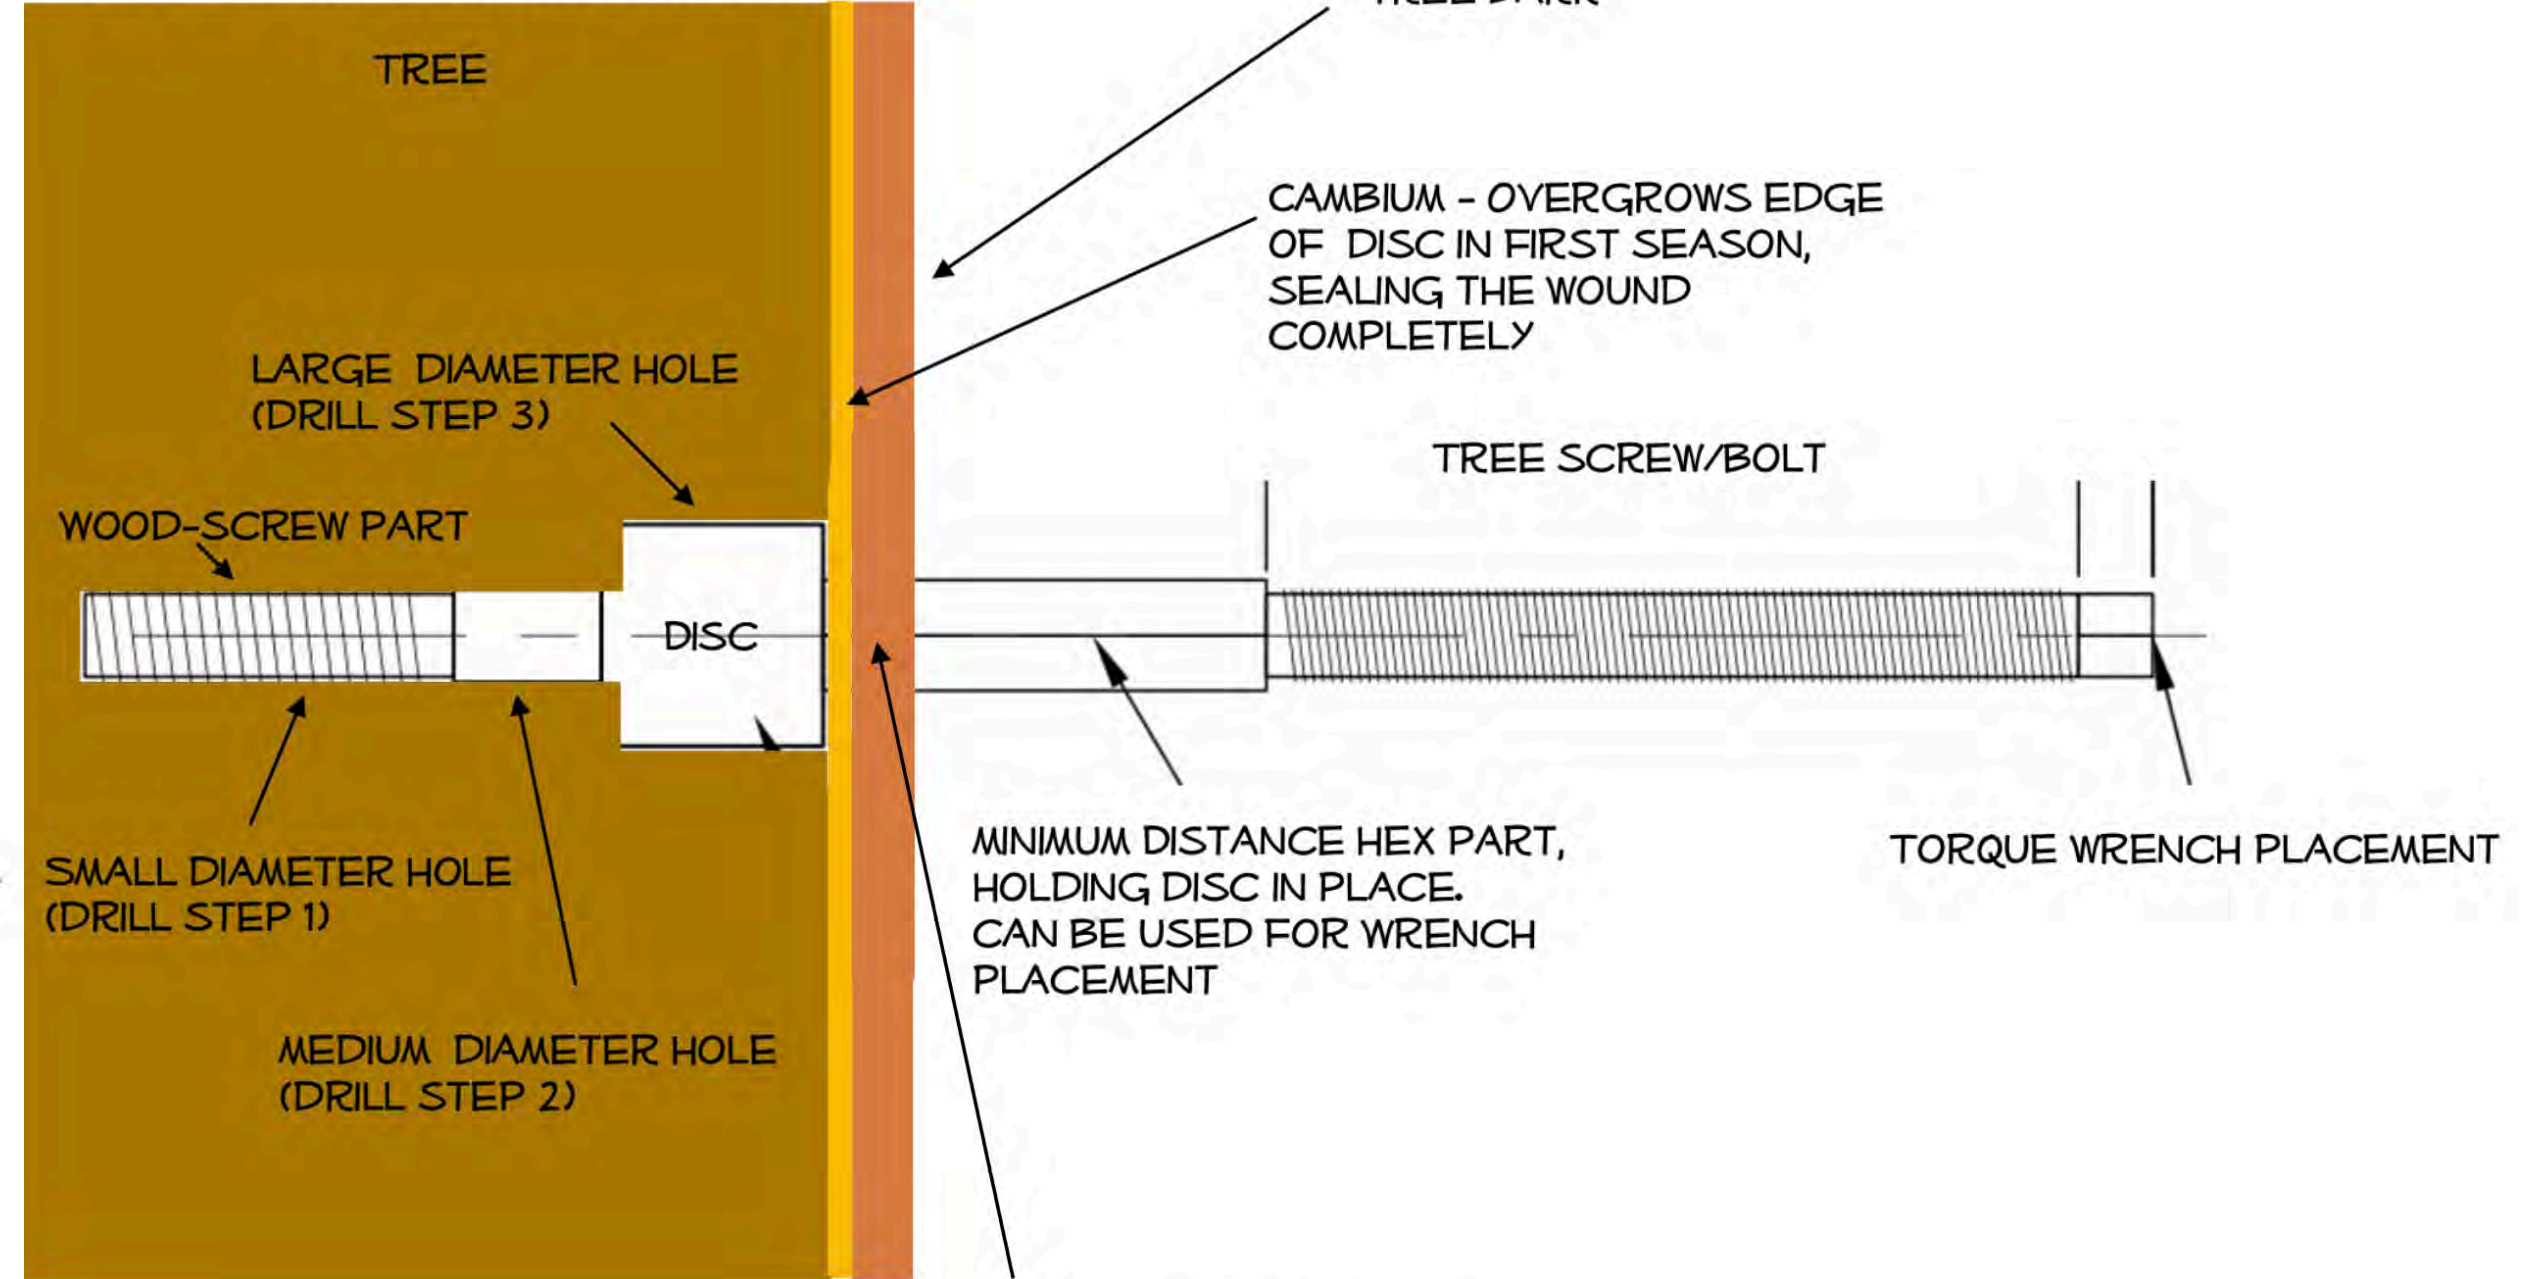 TREE
CAMBIUM - OVERGROWS EDGE
OF DISC IN FIRST SEASON,
SEALING THE WOUND
COMPLETELY
LARGE DIAMETER HOLE
(DRILL STEP 3)
TREE SCREW/BOLT
WOOD-SCREW PART
DISC
MINIMUM DISTANCE HEX PART,
HOLDING DISC IN PLACE.
CAN BE USED FOR WRENCH
PLACEMENT
TORQUE WRENCH PLACEMENT
SMALL DIAMETER HOLE
(DRILL STEP 1)
MEDIUM DIAMETER HOLE
(DRILL STEP 2)